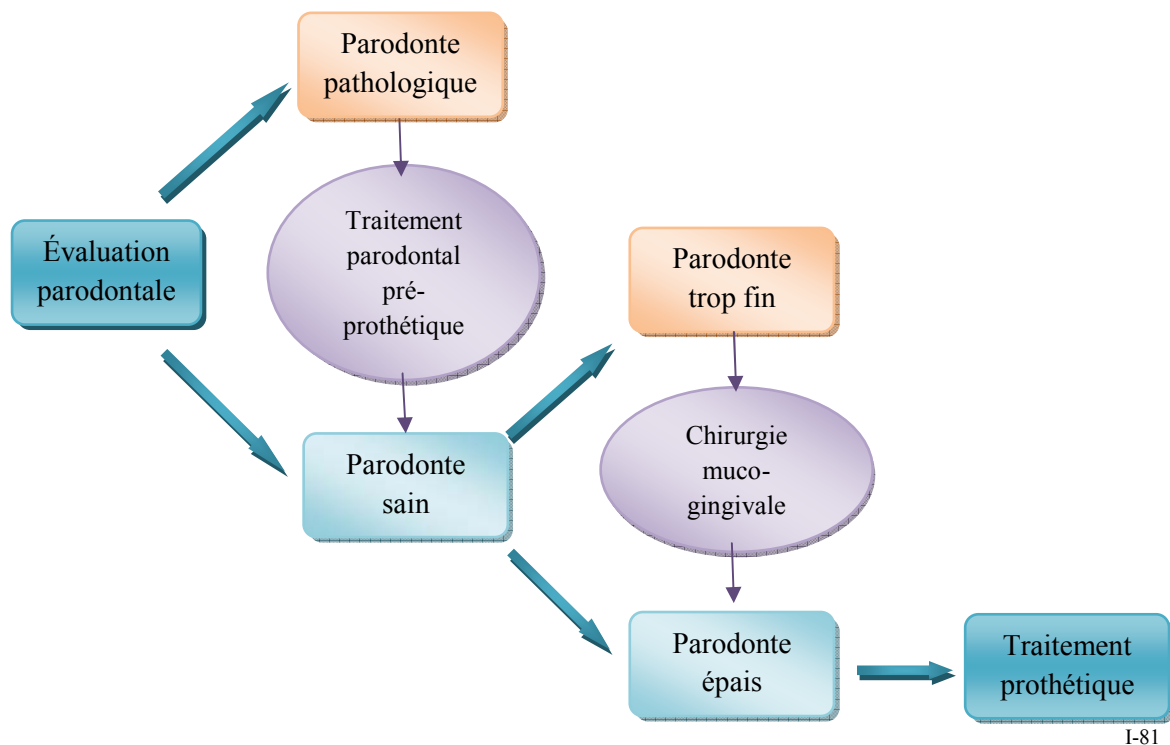 Parodonte
pathologique
Évaluation
parodontale
Traitement
parodontal
pré-
prothétique
Parodonte
trop fin
Parodonte
sain
Chirurgie
muco-
gingivale
Parodonte
épais
Traitement
prothétique
I-81